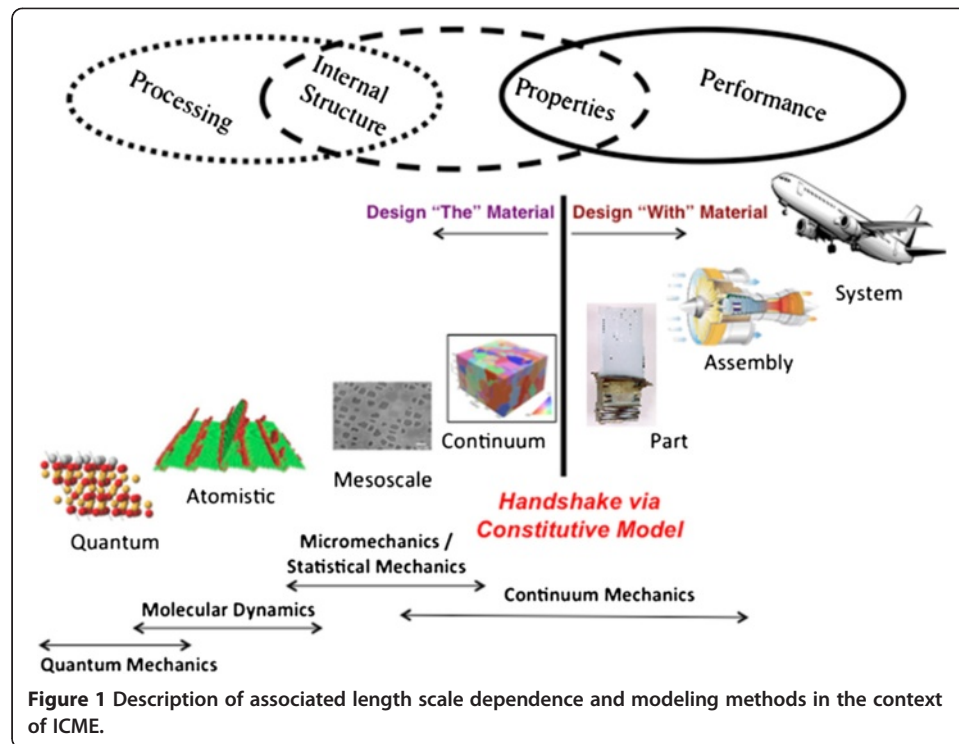 Processing
Internal
Structure
Properties
Performance
Design "The" Material
Design "With" Material
System
Assembly
Part
Continuum
Mesoscale
Atomistic
Quantum
Handshake via
Constitutive Model
Micromechanics /
Statistical Mechanics
Continuum Mechanics
Molecular Dynamics
Quantum Mechanics
Figure 1 Description of associated length scale dependence and modeling methods in the context
of ICME.